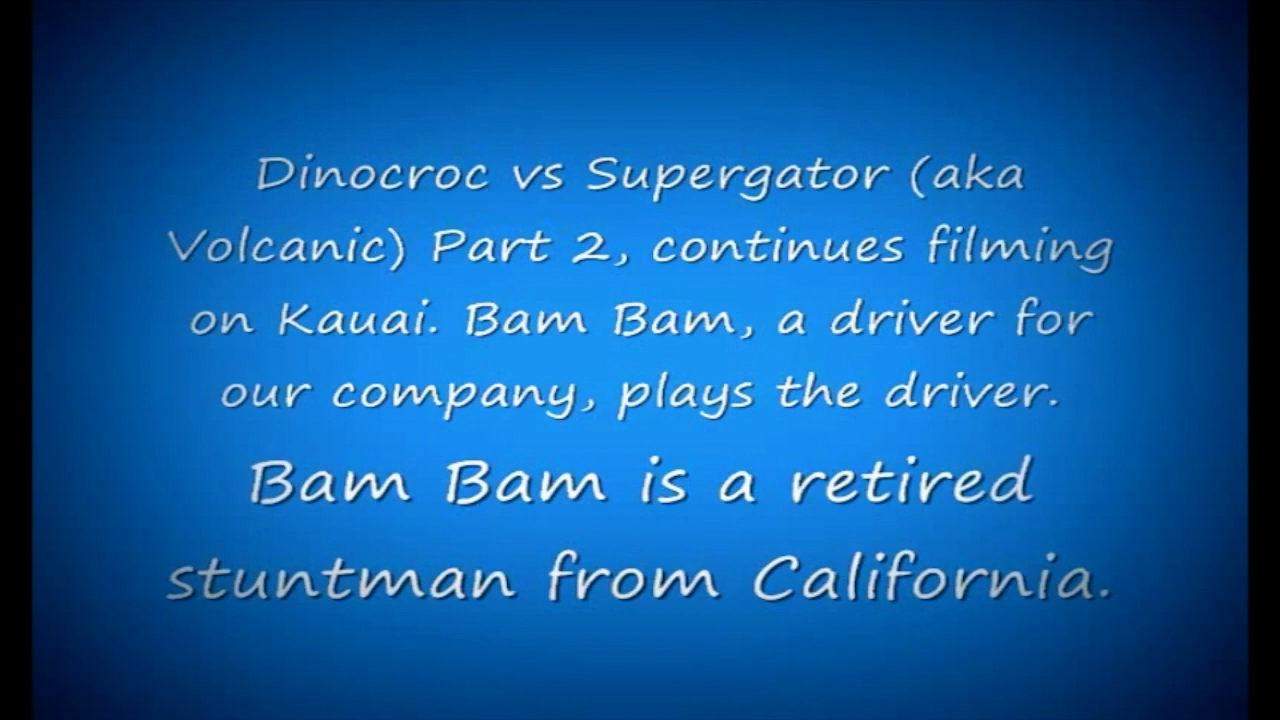 Dinocroc vs Supergator (aka
Volcanic) Part 2, continues filming
on Kauai. Bam Bam, a driver for
our company, plays the driver.
Bam Bam is a retired
stuntman from California.